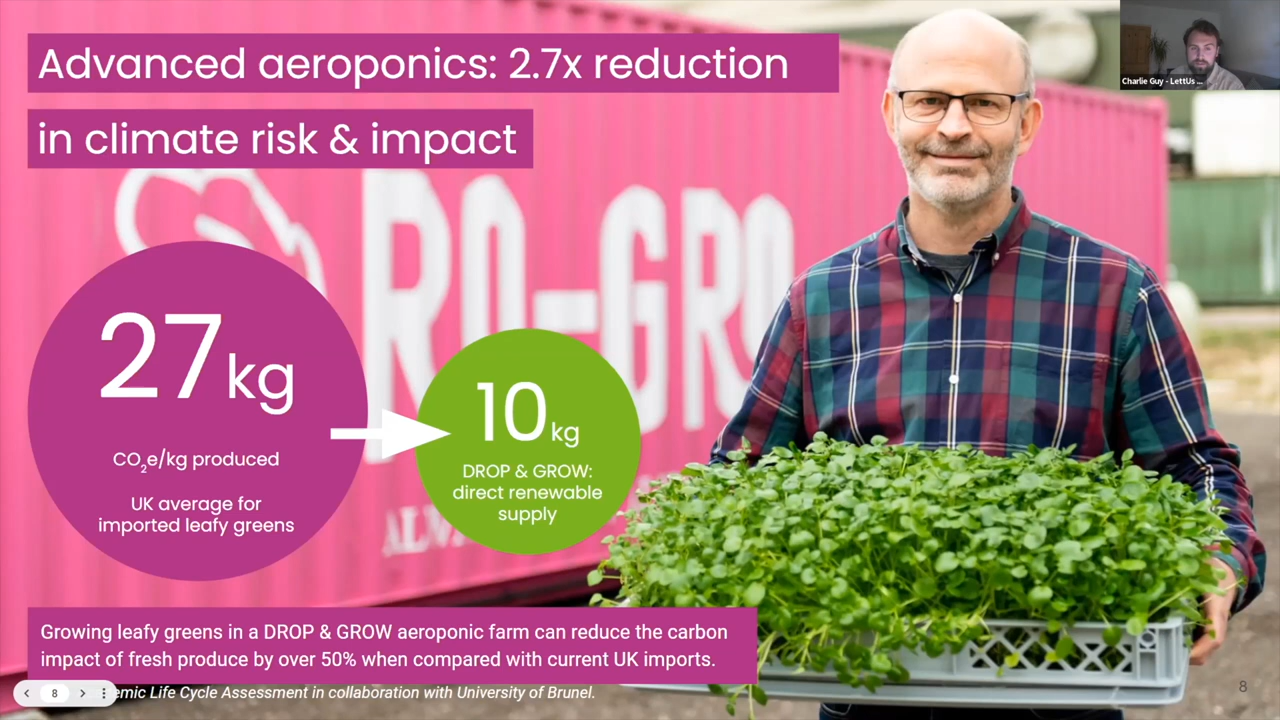 Advanced aeroponics: 2.7x reduction
in climate risk & impact
Charlie Guy - LettUs ...
RO-GRO
27kg
CO2e/kg produced
UK average for
imported leafy greens
10kg
DROP & GROW:
direct renewable
supply
Growing leafy greens in a DROP & GROW aeroponic farm can reduce the carbon
impact of fresh produce by over 50% when compared with current UK imports.
8
Life Cycle Assessment in collaboration with University of Brunel.
8